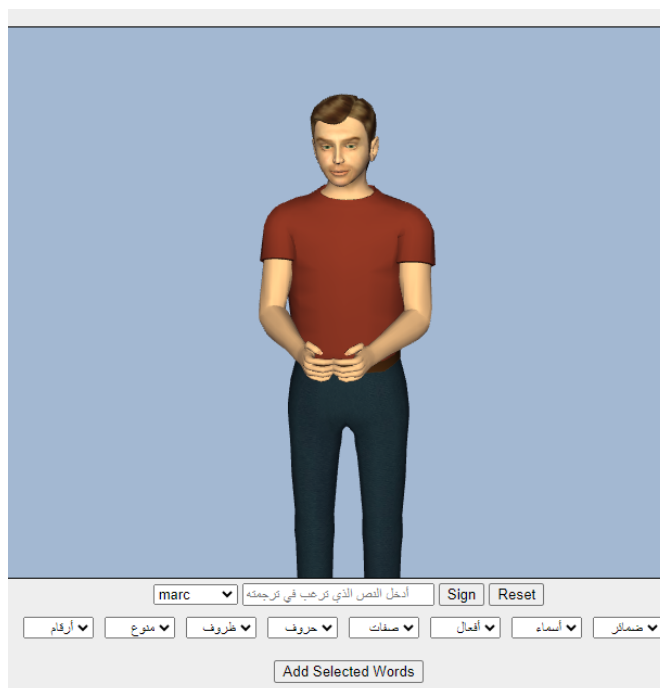 marc أدخل النص الذي ترغب في ترجمته Sign Reset
ضمائر أسماء أفعال صفات حروف ظروف منوع أرقام
Add Selected Words